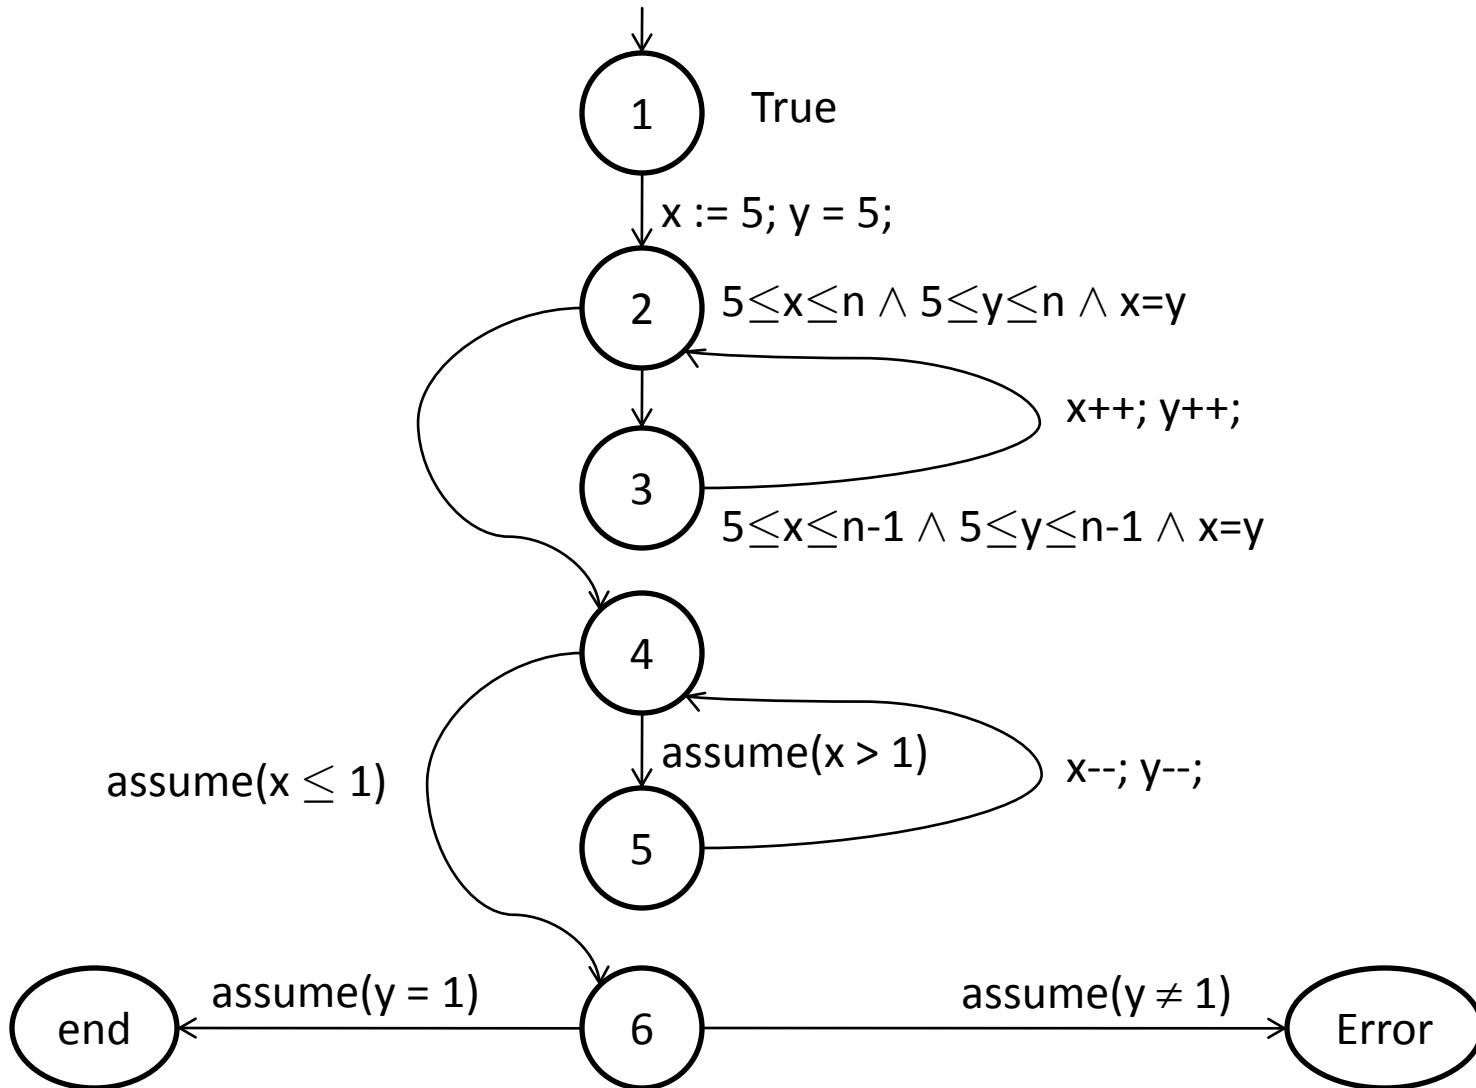 1 True
x := 5; y = 5;
2 5≤x≤n ∧ 5≤y≤n ∧ x=y
x++; y++;
3
5≤x≤n-1 ∧ 5≤y≤n-1 ∧ x=y
4
assume(x > 1)
x--; y--;
assume(x ≤ 1)
5
assume(y = 1)
assume(y ≠ 1)
end
6
Error